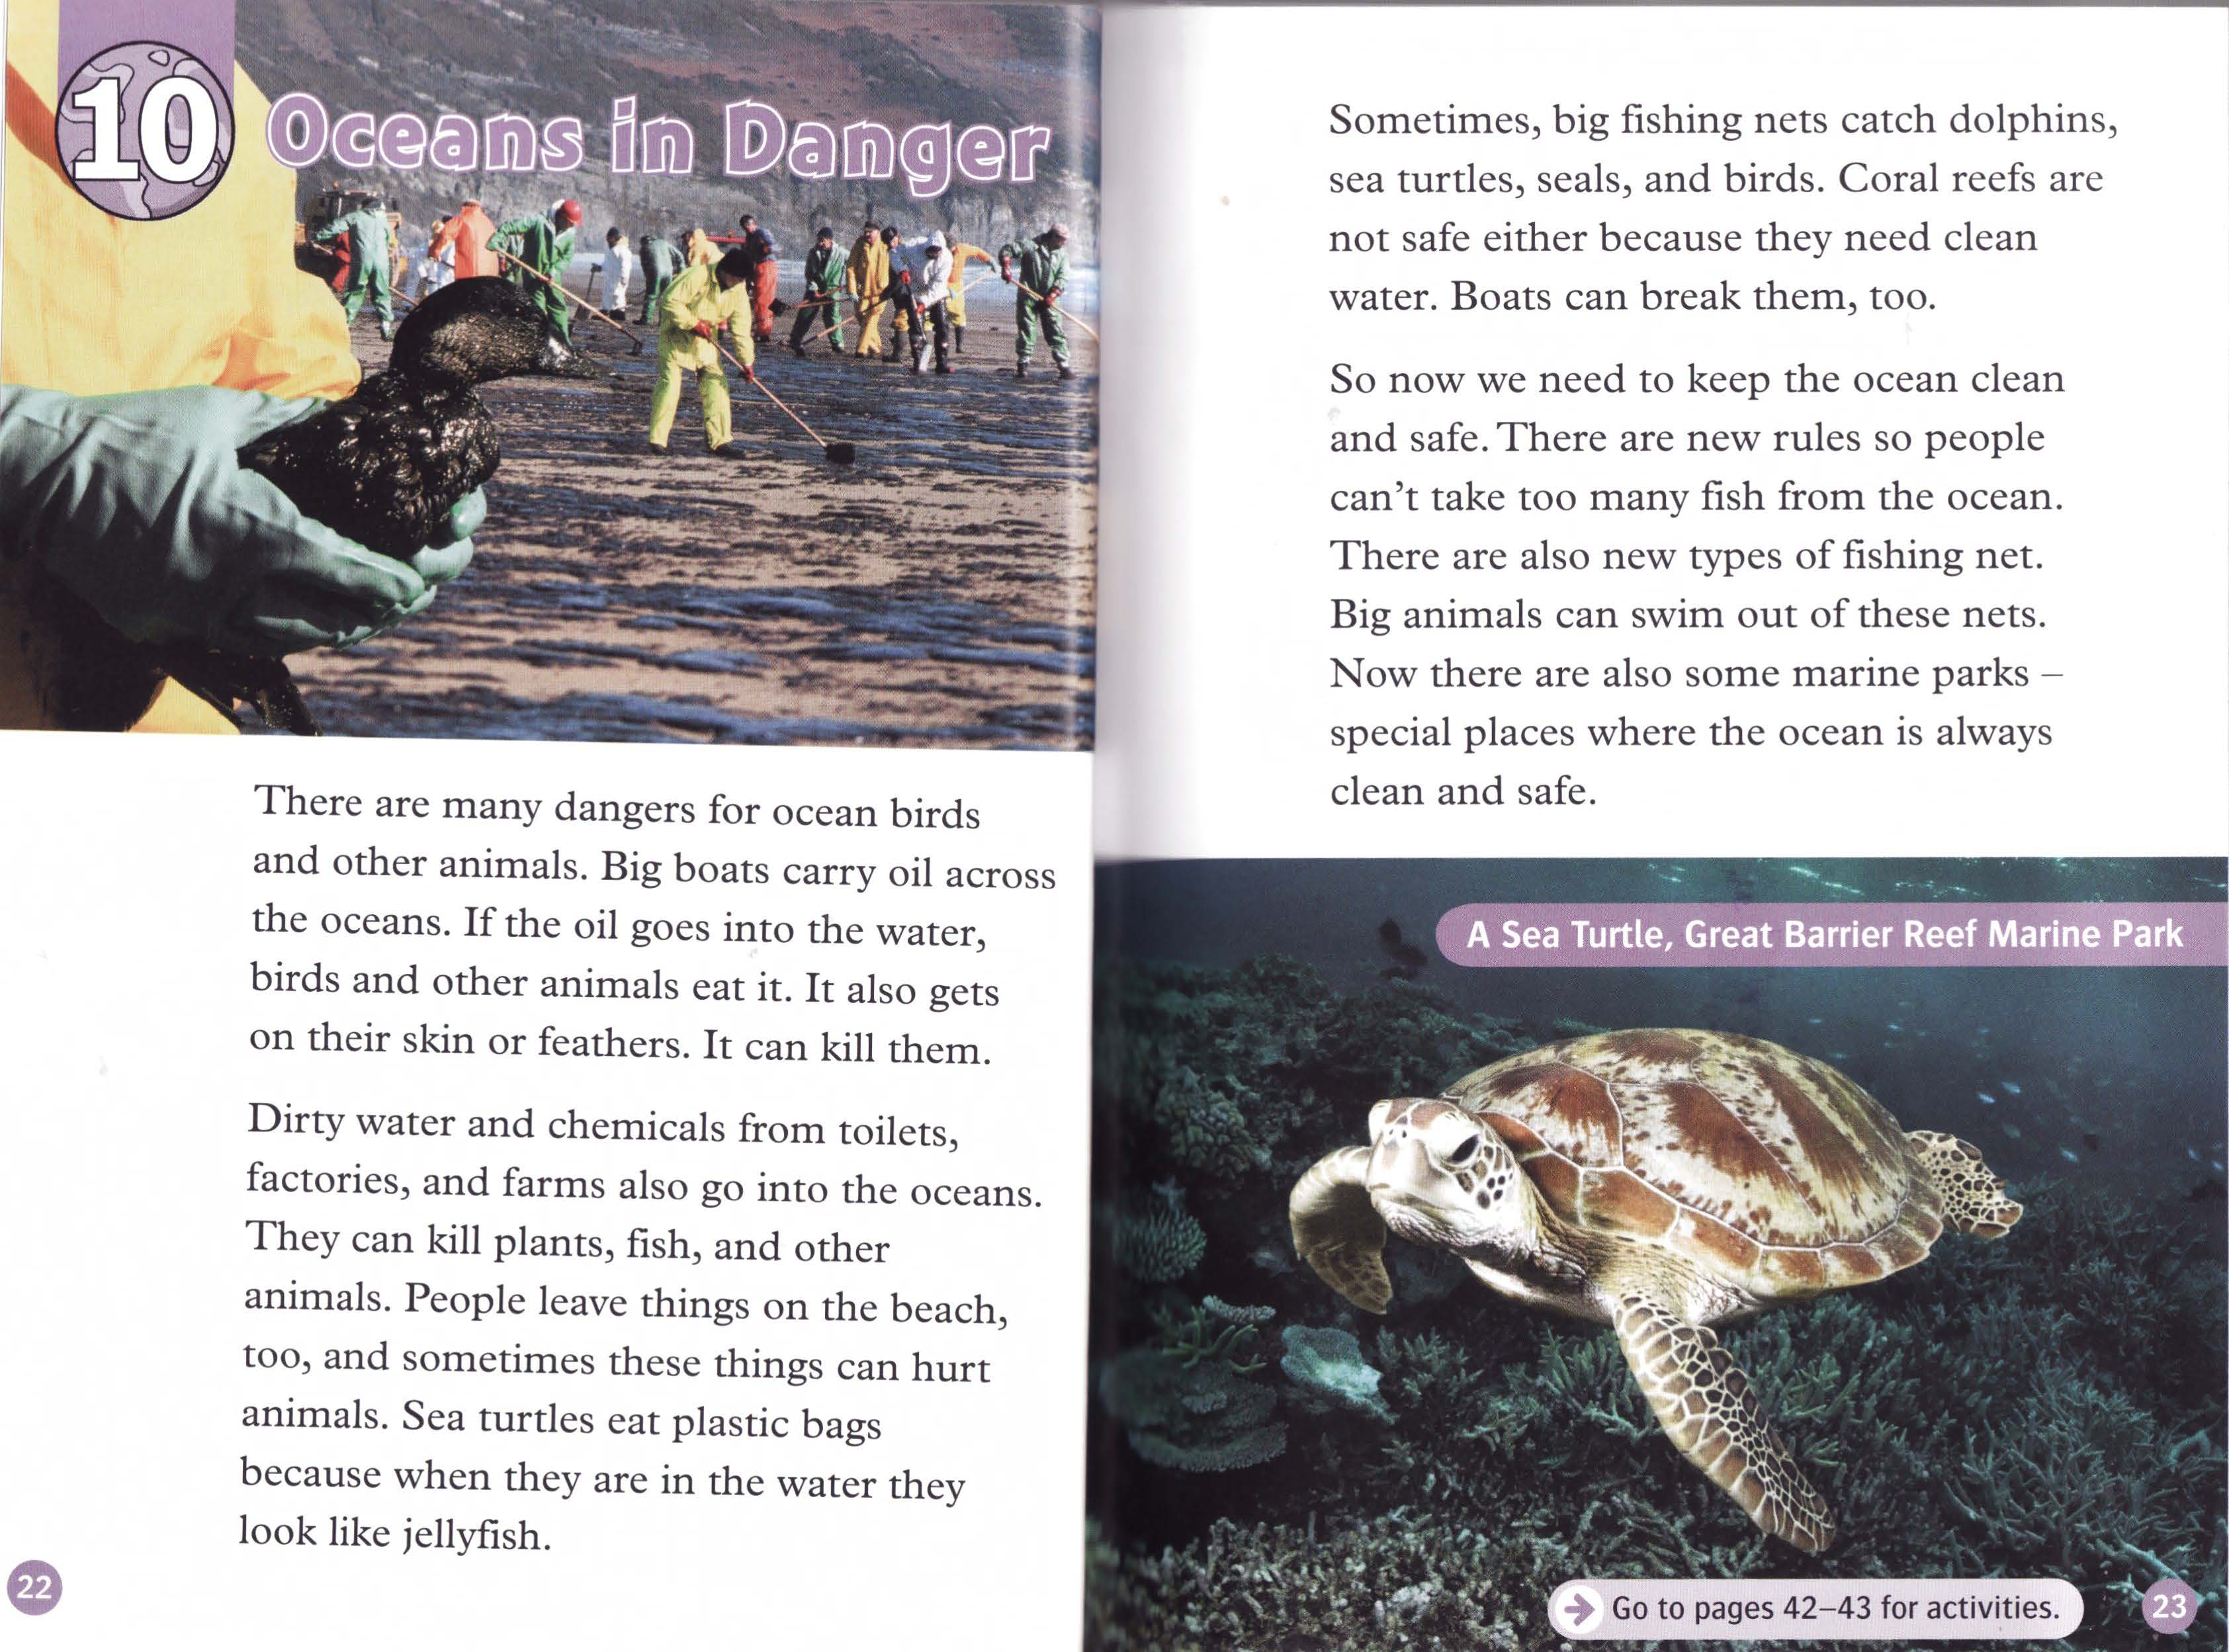 10 Oceans in Danger
There are many dangers for ocean birds
and other animals. Big boats carry oil across
the oceans. If the oil goes into the water,
birds and other animals eat it. It also gets
on their skin or feathers. It can kill them.
Dirty water and chemicals from toilets,
factories, and farms also go into the oceans.
They can kill plants, fish, and other
animals. People leave things on the beach,
too, and sometimes these things can hurt
animals. Sea turtles eat plastic bags
because when they are in the water they
look like jellyfish.
22
Sometimes, big fishing nets catch dolphins,
sea turtles, seals, and birds. Coral reefs are
not safe either because they need clean
water. Boats can break them, too.
So now we need to keep the ocean clean
and safe. There are new rules so people
can't take too many fish from the ocean.
There are also new types of fishing net.
Big animals can swim out of these nets.
Now there are also some marine parks –
special places where the ocean is always
clean and safe.
A Sea Turtle, Great Barrier Reef Marine Park
Go to pages 42–43 for activities.
23